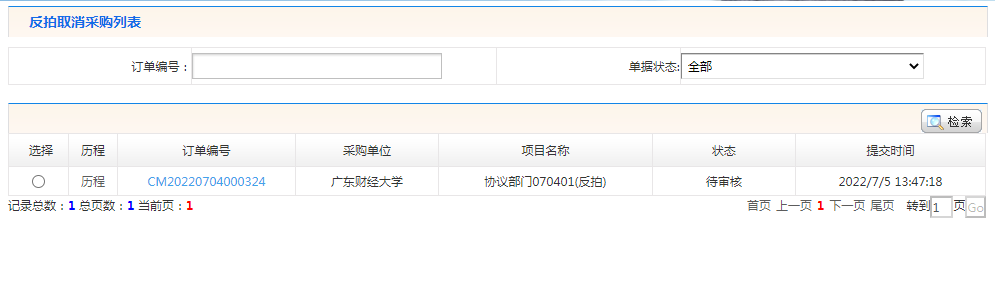 反拍取消采购列表
订单编号： 单据状态: 全部
检索
选择 历程 订单编号 采购单位 项目名称 状态 提交时间
历程 CM20220704000324 广东财经大学 协议部门070401(反拍) 待审核 2022/7/5 13:47:18
记录总数：1 总页数：1 当前页：1 首页 上一页 1 下一页 尾页 转到 1 页 Go